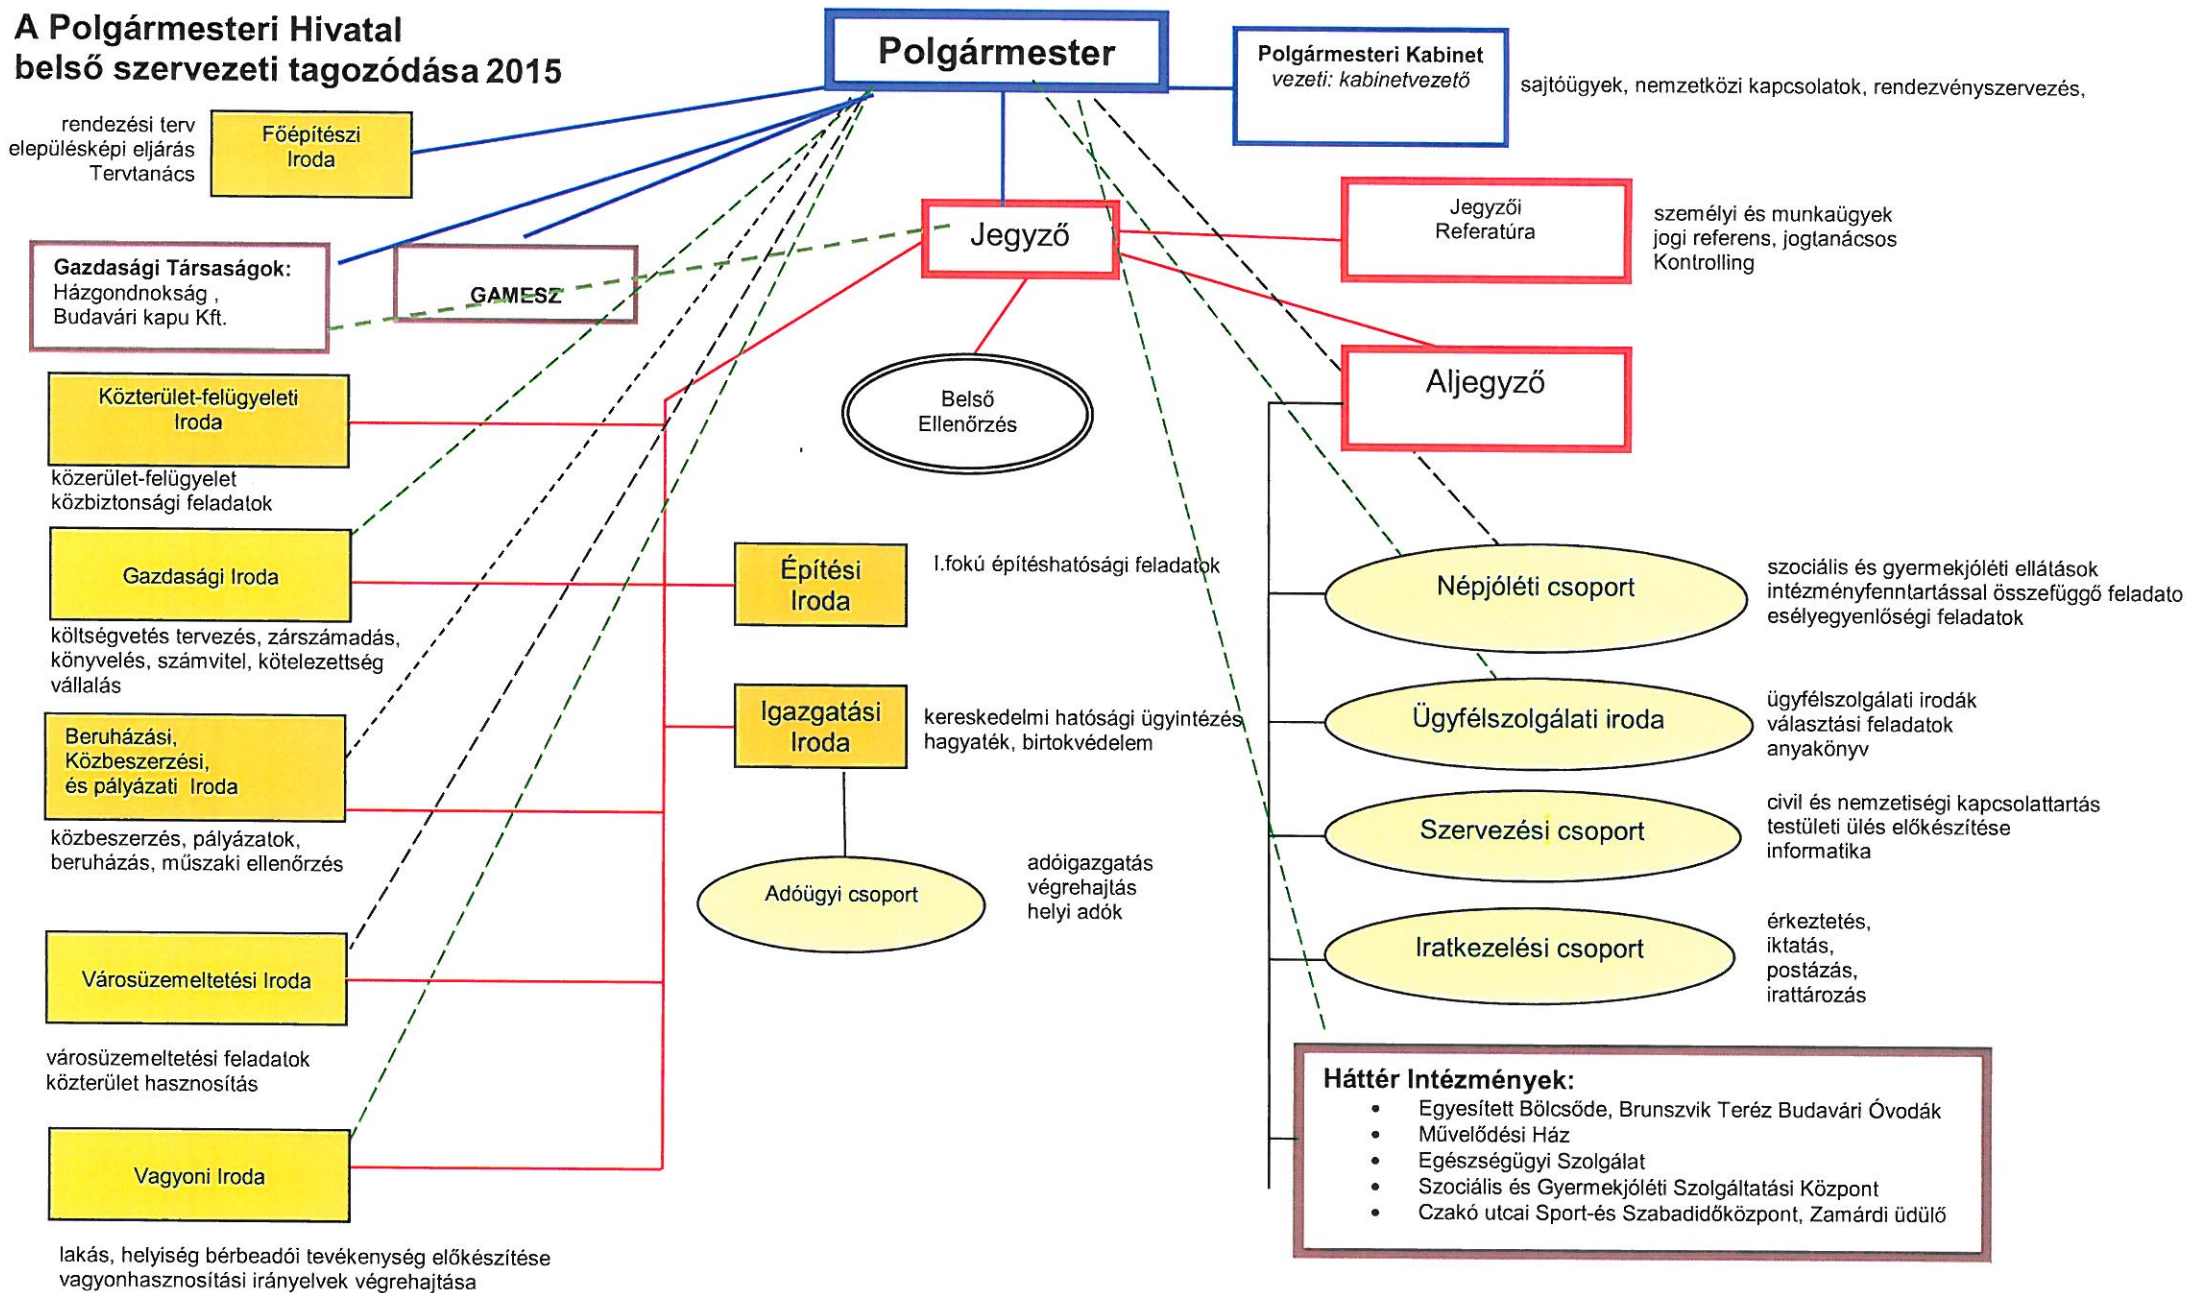 A Polgármesteri Hivatal
belső szervezeti tagozódása 2015
Polgármester
Polgármesteri Kabinet
vezeti: kabinetvezető
sajtóügyek, nemzetközi kapcsolatok, rendezvényszervezés,
rendezési terv
elepülésképi eljárás
Tervtanács
Főépítészi
Iroda
Jegyző
Jegyzői
Referatúra
személyi és munkaügyek
jogi referens, jogtanácsos
Kontrolling
Gazdasági Társaságok:
Házgondnokság ,
Budavári kapu Kft.
GAMESZ
Belső
Ellenőrzés
Aljegyző
Közterület-felügyeleti
Iroda
közerület-felügyelet
közbiztonsági feladatok
Gazdasági Iroda
költségvetés tervezés, zárszámadás,
könyvelés, számvitel, kötelezettség
vállalás
Építési
Iroda
I.fokú építéshatósági feladatok
Népjóléti csoport
szociális és gyermekjóléti ellátások
intézményfenntartással összefüggő feladato
esélyegyenlőségi feladatok
Beruházási,
Közbeszerzési,
és pályázati Iroda
közbeszerzés, pályázatok,
beruházás, műszaki ellenőrzés
Igazgatási
Iroda
kereskedelmi hatósági ügyintézés
hagyaték, birtokvédelem
Ügyfélszolgálati iroda
ügyfélszolgálati irodák
választási feladatok
anyakönyv
Szervezési csoport
civil és nemzetiségi kapcsolattartás
testületi ülés előkészítése
informatika
Adóügyi csoport
adóigazgatás
végrehajtás
helyi adók
Iratkezelési csoport
érkeztetés,
iktatás,
postázás,
irattározás
Városüzemeltetési Iroda
városüzemeltetési feladatok
közterület hasznosítás
Háttér Intézmények:
• Egyesített Bölcsőde, Brunszvik Teréz Budavári Óvodák
• Művelődési Ház
• Egészségügyi Szolgálat
• Szociális és Gyermekjóléti Szolgáltatási Központ
• Czakó utcai Sport-és Szabadidőközpont, Zamárdi üdülő
Vagyoni Iroda
lakás, helyiség bérbeadói tevékenység előkészítése
vagyonhasznosítási irányelvek végrehajtása